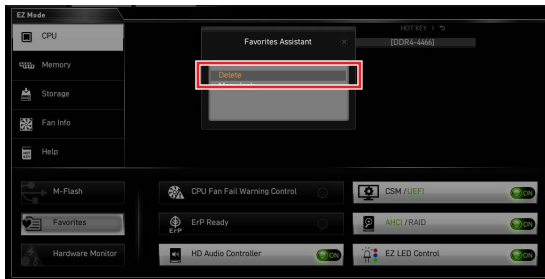 EZ Mode
HOT KEY | ↩
CPU
Favorites Assistant ×
[DDR4-4466]
Memory
Delete
Storage
Fan Info
Help
M-Flash
CPU Fan Fail Warning Control
CSM /UEFI
ON
Favorites
ErP
ErP Ready
AHCI /RAID
ON
Hardware Monitor
HD Audio Controller
ON
EZ LED Control
ON